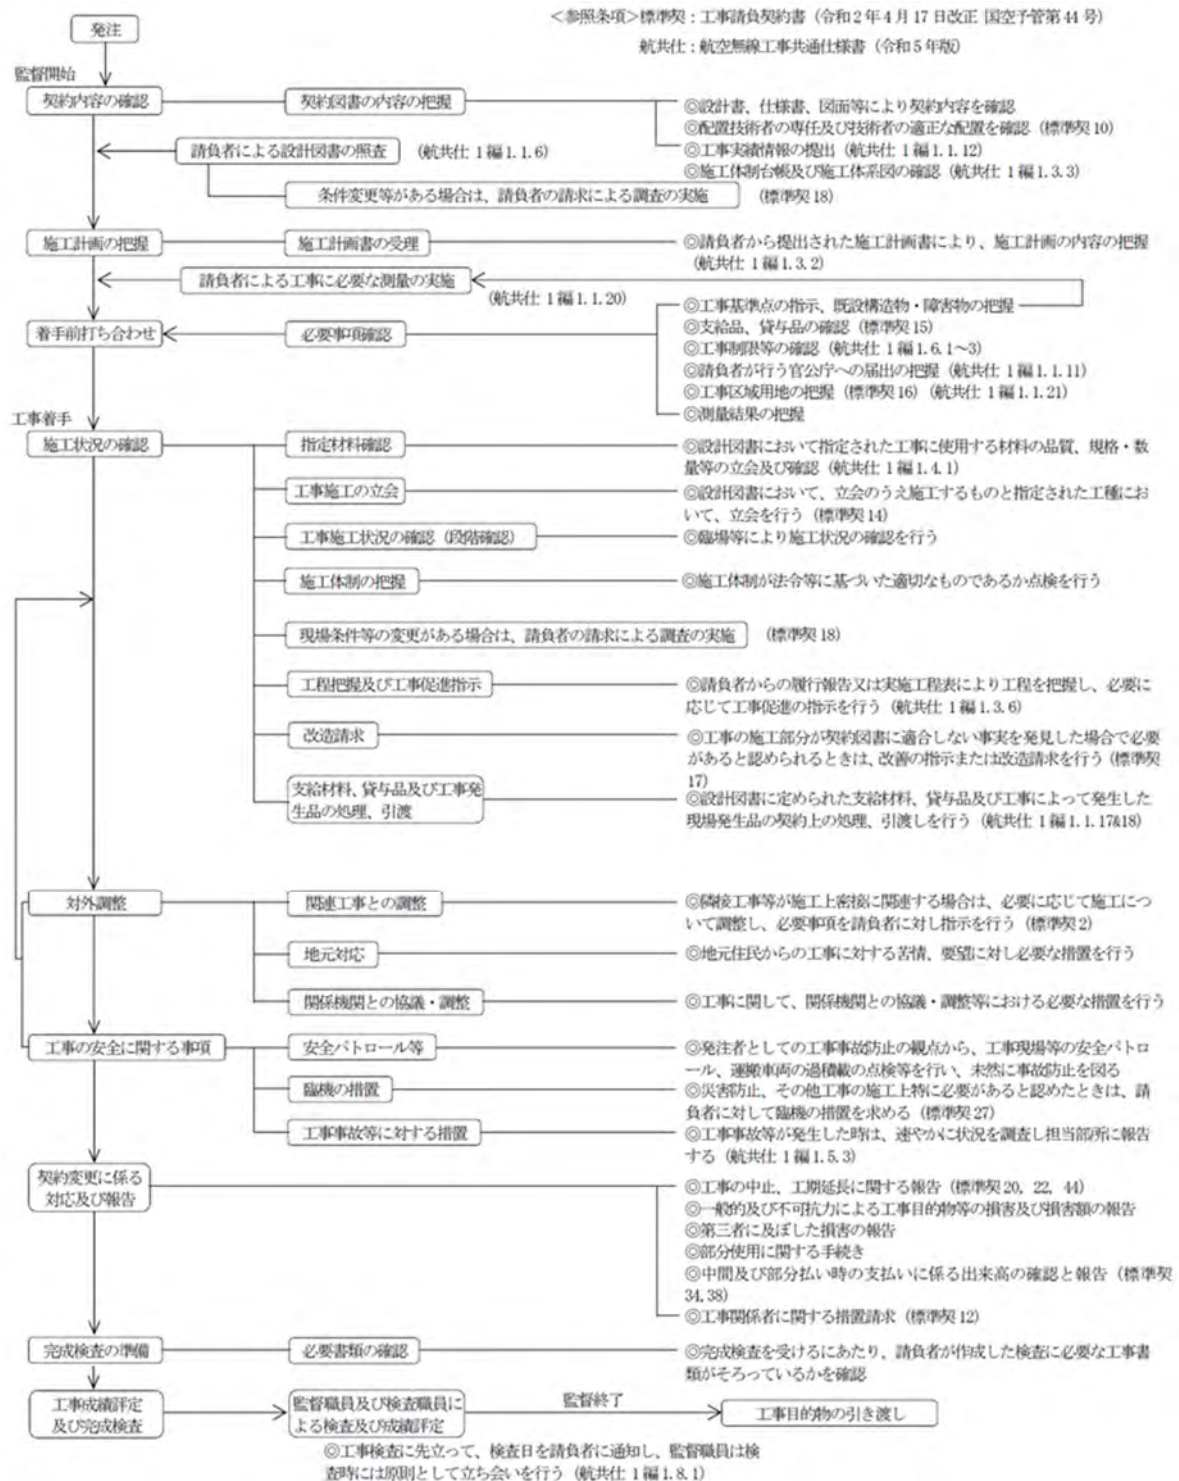 <参照条項>標準契：工事請負契約書（令和２年４月17日改正 国空予管第44号）
航共仕：航空無線工事共通仕様書（令和５年版）
発注
監督開始
契約内容の確認
契約図書の内容の把握
◎設計書、仕様書、図面等により契約内容を確認
◎配置技術者の専任及び技術者の適正な配置を確認（標準契10）
◎工事実績情報の提出（航共仕 1編1.1.12）
◎施工体制台帳及び施工体系図の確認（航共仕 1編1.3.3）
請負者による設計図書の照査
（航共仕 1編1.1.6）
条件変更等がある場合は、請負者の請求による調査の実施
（標準契18）
施工計画の把握
施工計画書の受理
◎請負者から提出された施工計画書により、施工計画の内容の把握
（航共仕 1編1.3.2）
請負者による工事に必要な測量の実施
（航共仕 1編1.1.20）
着手前打ち合わせ
必要事項確認
◎工事基準点の指示、既設構造物・障害物の把握
◎支給品、貸与品の確認（標準契15）
◎工事制限等の確認（航共仕 1編1.6.1～3）
◎請負者が行う官公庁への届出の把握（航共仕 1編1.1.11）
◎工事区域用地の把握（標準契16）（航共仕 1編1.1.21）
◎測量結果の把握
工事着手
施工状況の確認
指定材料確認
◎設計図書において指定された工事に使用する材料の品質、規格・数
量等の立会及び確認（航共仕 1編1.4.1）
工事施工の立会
◎設計図書において、立会のうえ施工するものと指定された工種にお
いて、立会を行う（標準契14）
工事施工状況の確認（段階確認）
◎臨場等により施工状況の確認を行う
施工体制の把握
◎施工体制が法令等に基づいた適切なものであるか点検を行う
現場条件等の変更がある場合は、請負者の請求による調査の実施
（標準契18）
工程把握及び工事促進指示
◎請負者からの履行報告又は実施工程表により工程を把握し、必要に
応じて工事促進の指示を行う（航共仕 1編1.3.6）
改造請求
◎工事の施工部分が契約図書に適合しない事実を発見した場合で必要
があると認められるときは、改善の指示または改造請求を行う（標準契
17）
支給材料、貸与品及び工事発
生品の処理、引渡
◎設計図書に定められた支給材料、貸与品及び工事によって発生した
現場発生品の契約上の処理、引渡しを行う（航共仕 1編1.1.17&18）
対外調整
関連工事との調整
◎隣接工事等が施工上密接に関連する場合は、必要に応じて施工につ
いて調整し、必要事項を請負者に対し指示を行う（標準契2）
地元対応
◎地元住民からの工事に対する苦情、要望に対し必要な措置を行う
関係機関との協議・調整
◎工事に関して、関係機関との協議・調整等における必要な措置を行う
工事の安全に関する事項
安全パトロール等
◎発注者としての工事事故防止の観点から、工事現場等の安全パトロ
ール、運搬車両の過積載の点検等を行い、未然に事故防止を図る
臨機の措置
◎災害防止、その他工事の施工上特に必要があると認めたときは、請
負者に対して臨機の措置を求める（標準契27）
工事事故等に対する措置
◎工事事故等が発生した時は、速やかに状況を調査し担当部所に報告
する（航共仕 1編1.5.3）
契約変更に係る
対応及び報告
◎工事の中止、工期延長に関する報告（標準契20, 22, 44）
◎一般的及び不可抗力による工事目的物等の損害及び損害額の報告
◎第三者に及ぼした損害の報告
◎部分使用に関する手続き
◎中間及び部分払い時の支払いに係る出来高の確認と報告（標準契
34,38）
◎工事関係者に関する措置請求（標準契12）
完成検査の準備
必要書類の確認
◎完成検査を受けるにあたり、請負者が作成した検査に必要な工事書
類がそろっているかを確認
工事成績評定
及び完成検査
監督職員及び検査職員に
よる検査及び成績評定
監督終了
工事目的物の引き渡し
◎工事検査に先立って、検査日を請負者に通知し、監督職員は検
査時には原則として立ち会いを行う（航共仕 1編1.8.1）